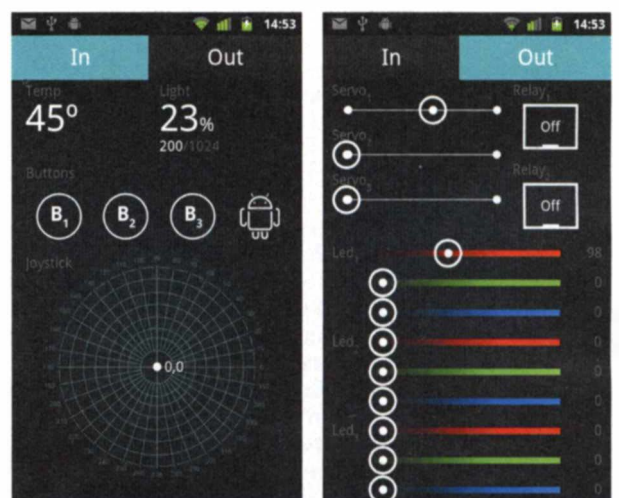 14:53
In Out
Temp Light
45° 23%
200/1024
Buttons
B1 B2 B3
Joystick
0,0
14:53
In Out
Servo1 Relay1
Off
Servo2
Servo3 Relay2
Off
Led1 98
0
0
Led2 0
0
0
Led3 0
0
0